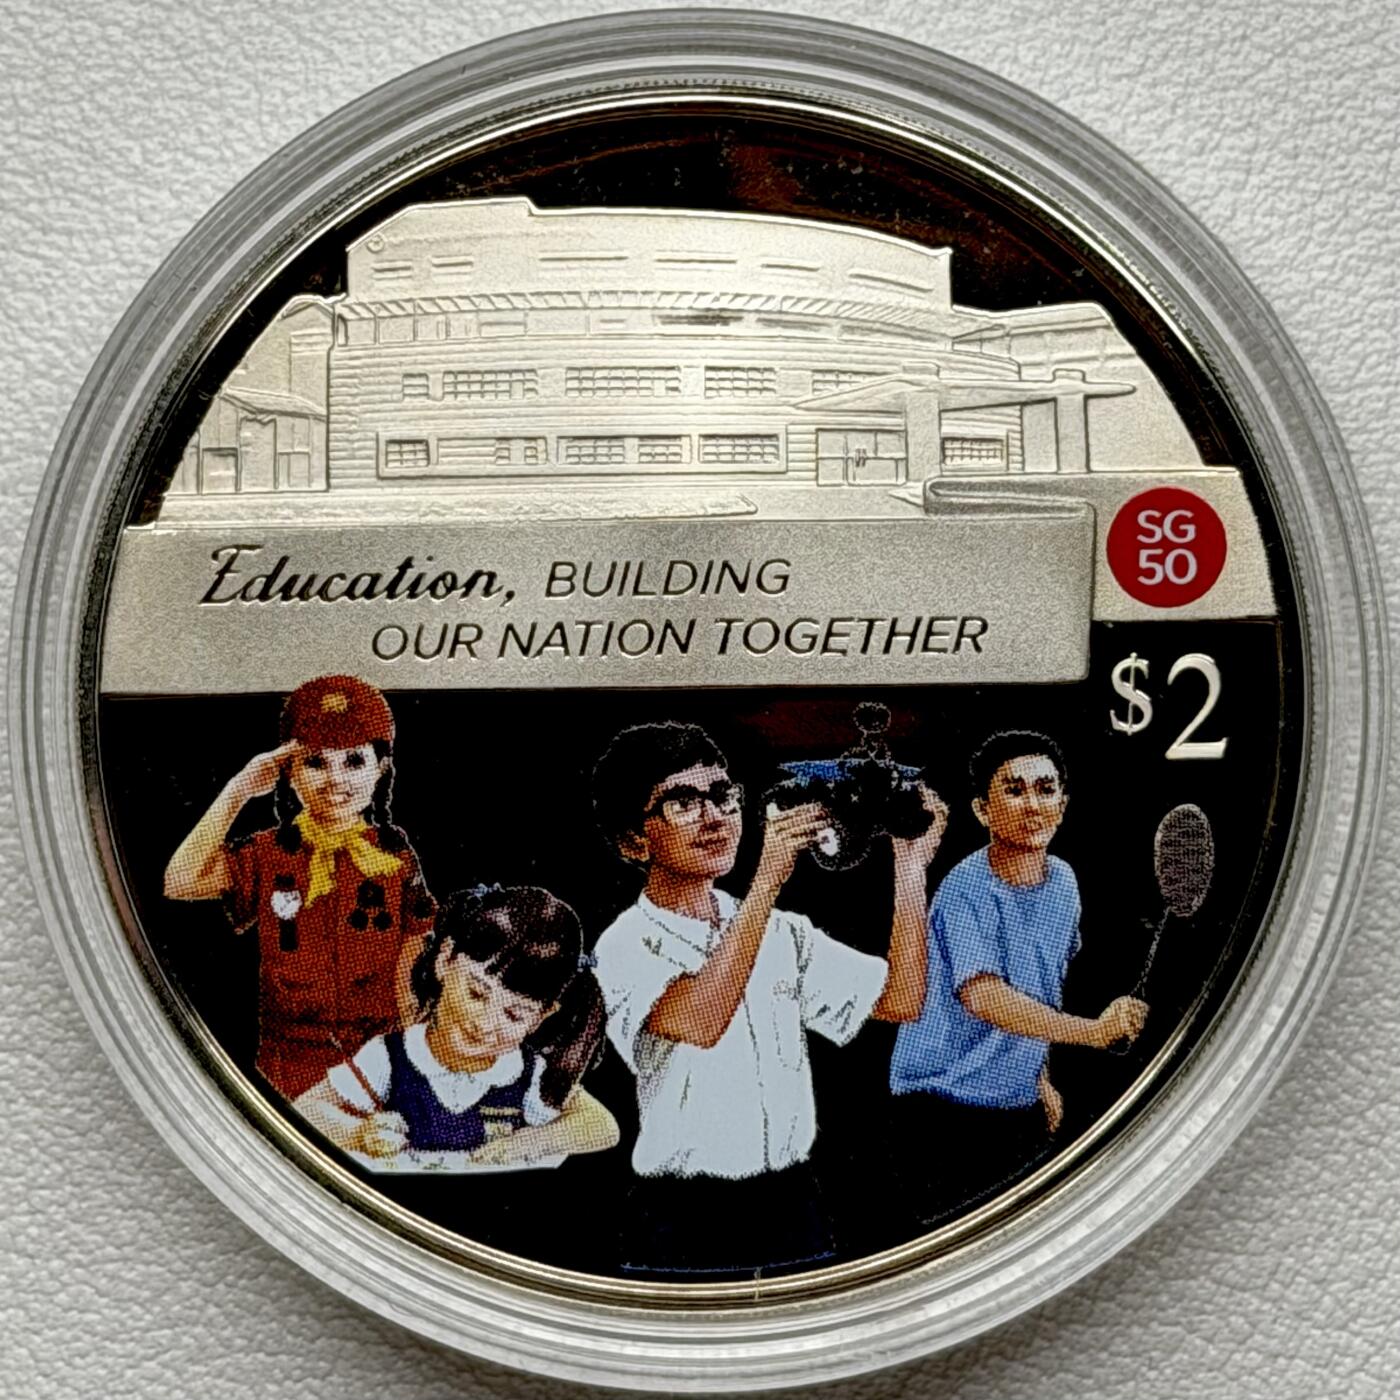 Education, BUILDING
OUR NATION TOGETHER
SG
50
$2